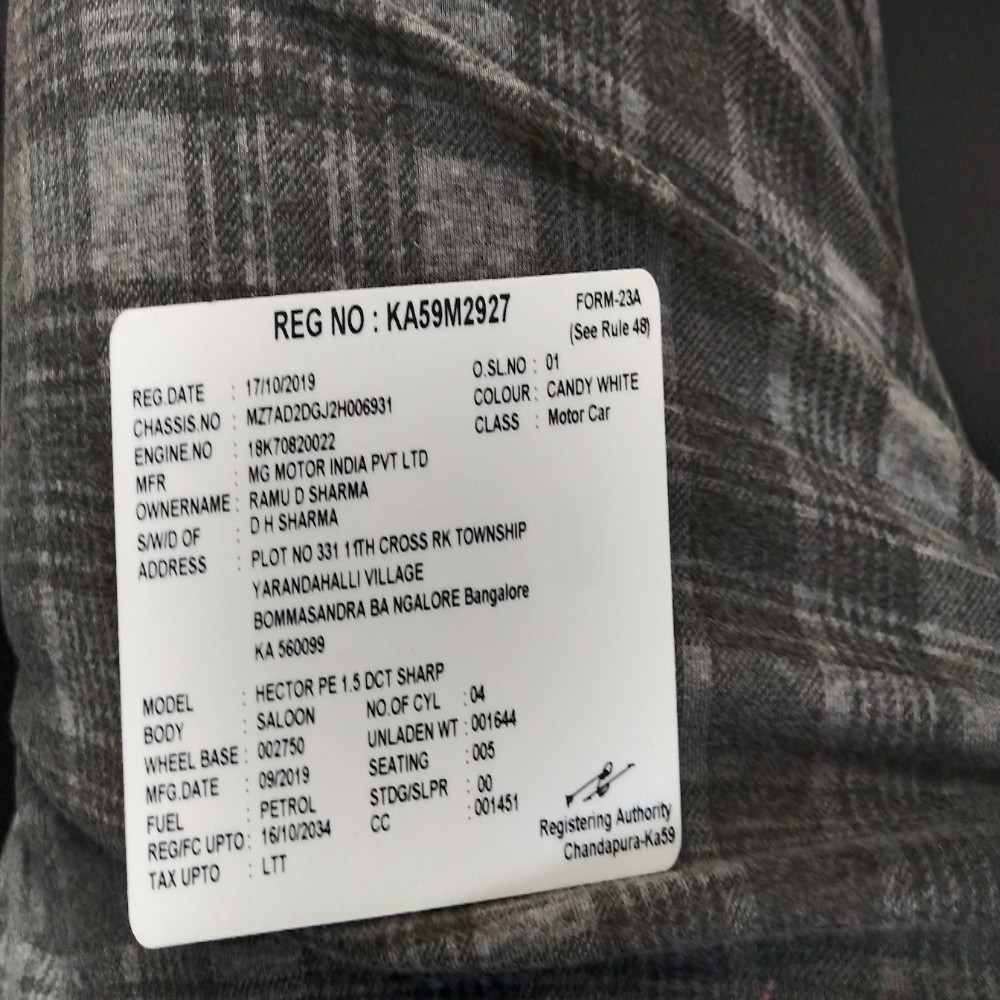 REG NO : KA59M2927
FORM-23A
(See Rule 48)
REG.DATE : 17/10/2019
O.SL.NO : 01
CHASSIS.NO : MZ7AD2DGJ2H006931
COLOUR : CANDY WHITE
ENGINE.NO : 18K70820022
CLASS : Motor Car
MFR : MG MOTOR INDIA PVT LTD
OWNERNAME : RAMU D SHARMA
S/W/D OF : D H SHARMA
ADDRESS : PLOT NO 331 11TH CROSS RK TOWNSHIP
YARANDAHALLI VILLAGE
BOMMASANDRA BA NGALORE Bangalore
KA 560099
MODEL : HECTOR PE 1.5 DCT SHARP
BODY : SALOON NO.OF CYL : 04
WHEEL BASE : 002750 UNLADEN WT : 001644
MFG.DATE : 09/2019 SEATING : 005
FUEL : PETROL STDG/SLPR : 00
REG/FC UPTO : 16/10/2034 CC : 001451
TAX UPTO : LTT
Registering Authority
Chandapura-Ka59